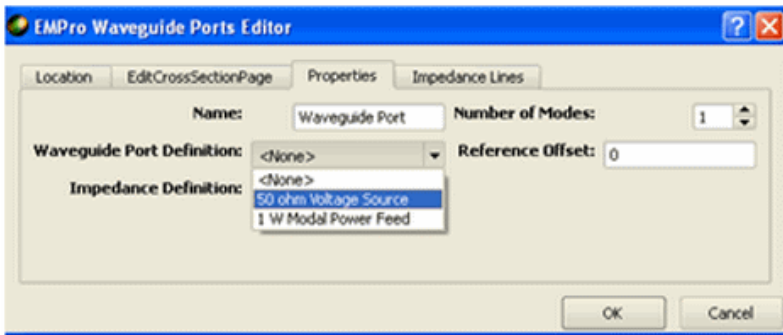 EMPro Waveguide Ports Editor
Location EditCrossSectionPage Properties Impedance Lines
Name: Waveguide Port Number of Modes: 1
Waveguide Port Definition: <None> Reference Offset: 0
Impedance Definition: <None>
50 ohm Voltage Source
1 W Modal Power Feed
OK Cancel